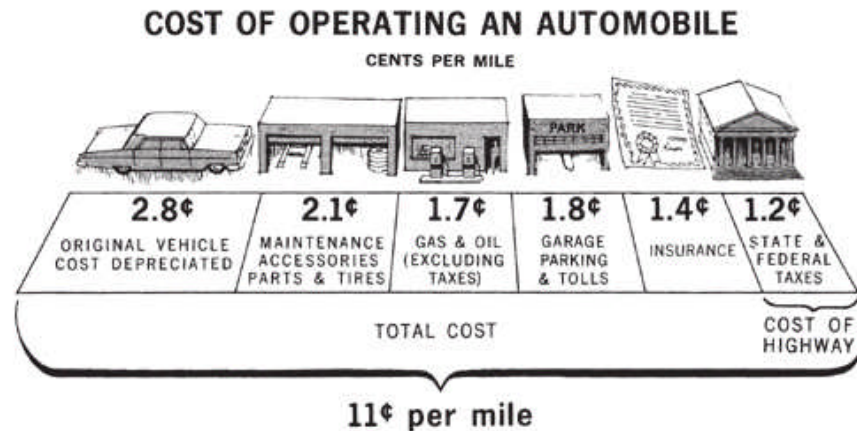 COST OF OPERATING AN AUTOMOBILE
CENTS PER MILE
PARK
2.8¢
ORIGINAL VEHICLE
COST DEPRECIATED
2.1¢
MAINTENANCE
ACCESSORIES
PARTS & TIRES
1.7¢
GAS & OIL
(EXCLUDING
TAXES)
1.8¢
GARAGE
PARKING
& TOLLS
1.4¢
INSURANCE
1.2¢
STATE &
FEDERAL
TAXES
TOTAL COST
COST OF
HIGHWAY
11¢ per mile